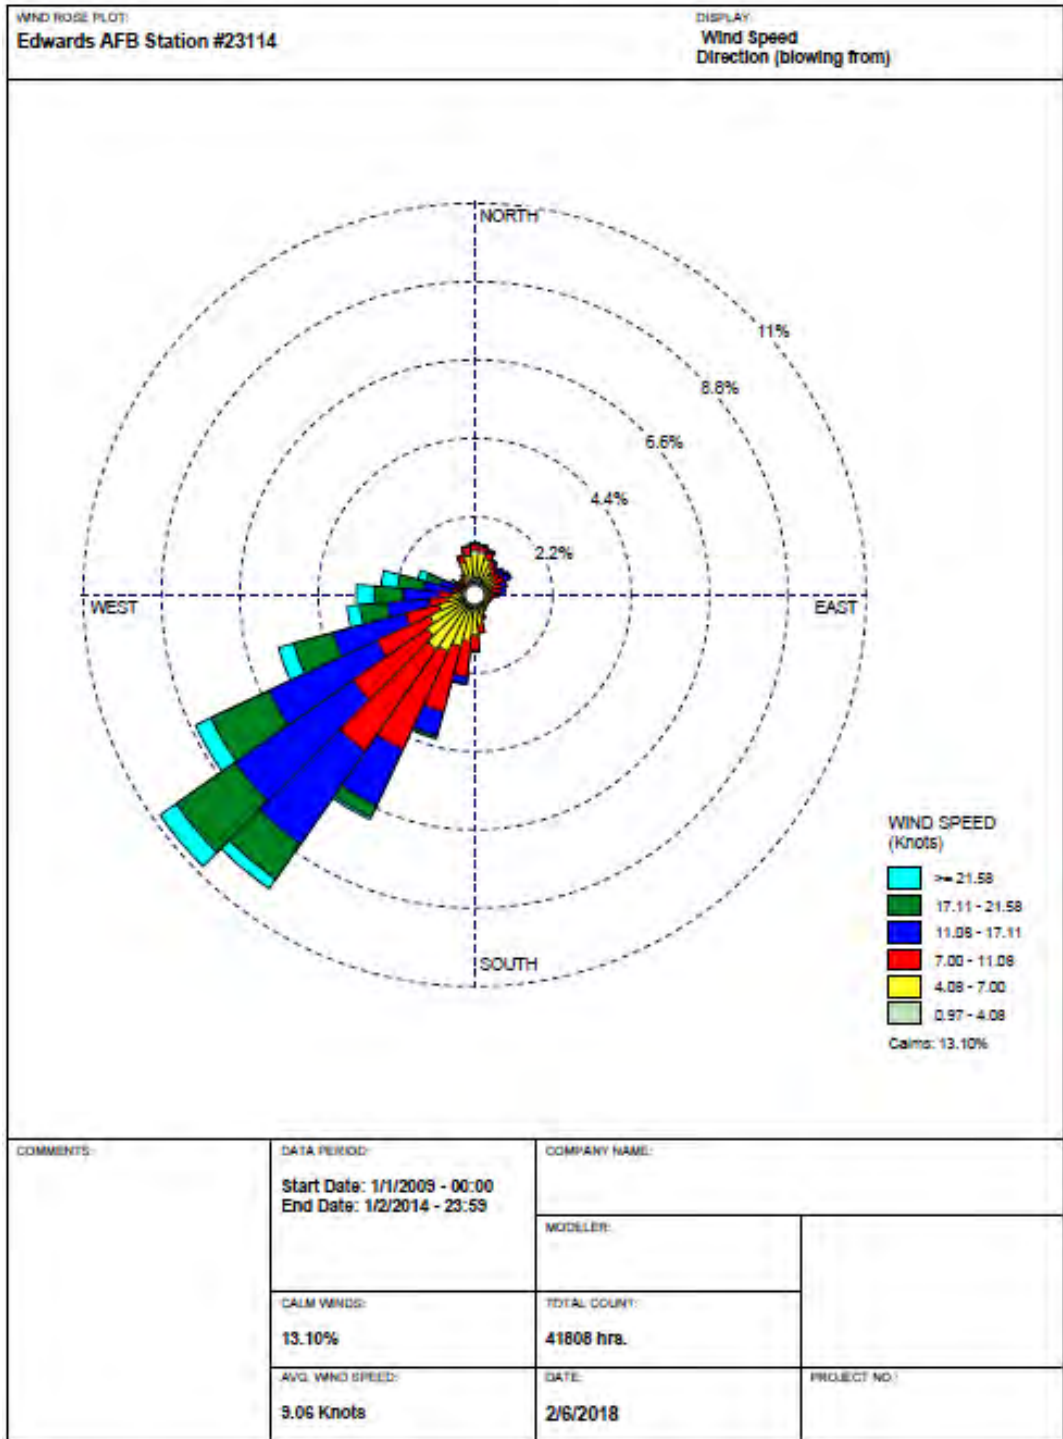 WIND ROSE PLOT:
Edwards AFB Station #23114
DISPLAY:
Wind Speed
Direction (blowing from)
NORTH
11%
8.8%
6.6%
4.4%
2.2%
WEST
EAST
SOUTH
WIND SPEED
(Knots)
>= 21.58
17.11 - 21.58
11.08 - 17.11
7.00 - 11.08
4.08 - 7.00
0.97 - 4.08
Calms: 13.10%
COMMENTS:
DATA PERIOD:
Start Date: 1/1/2009 - 00:00
End Date: 1/2/2014 - 23:59
COMPANY NAME:
MODELER:
CALM WINDS:
13.10%
TOTAL COUNT:
41808 hrs.
AVG. WIND SPEED:
9.06 Knots
DATE:
2/6/2018
PROJECT NO.: